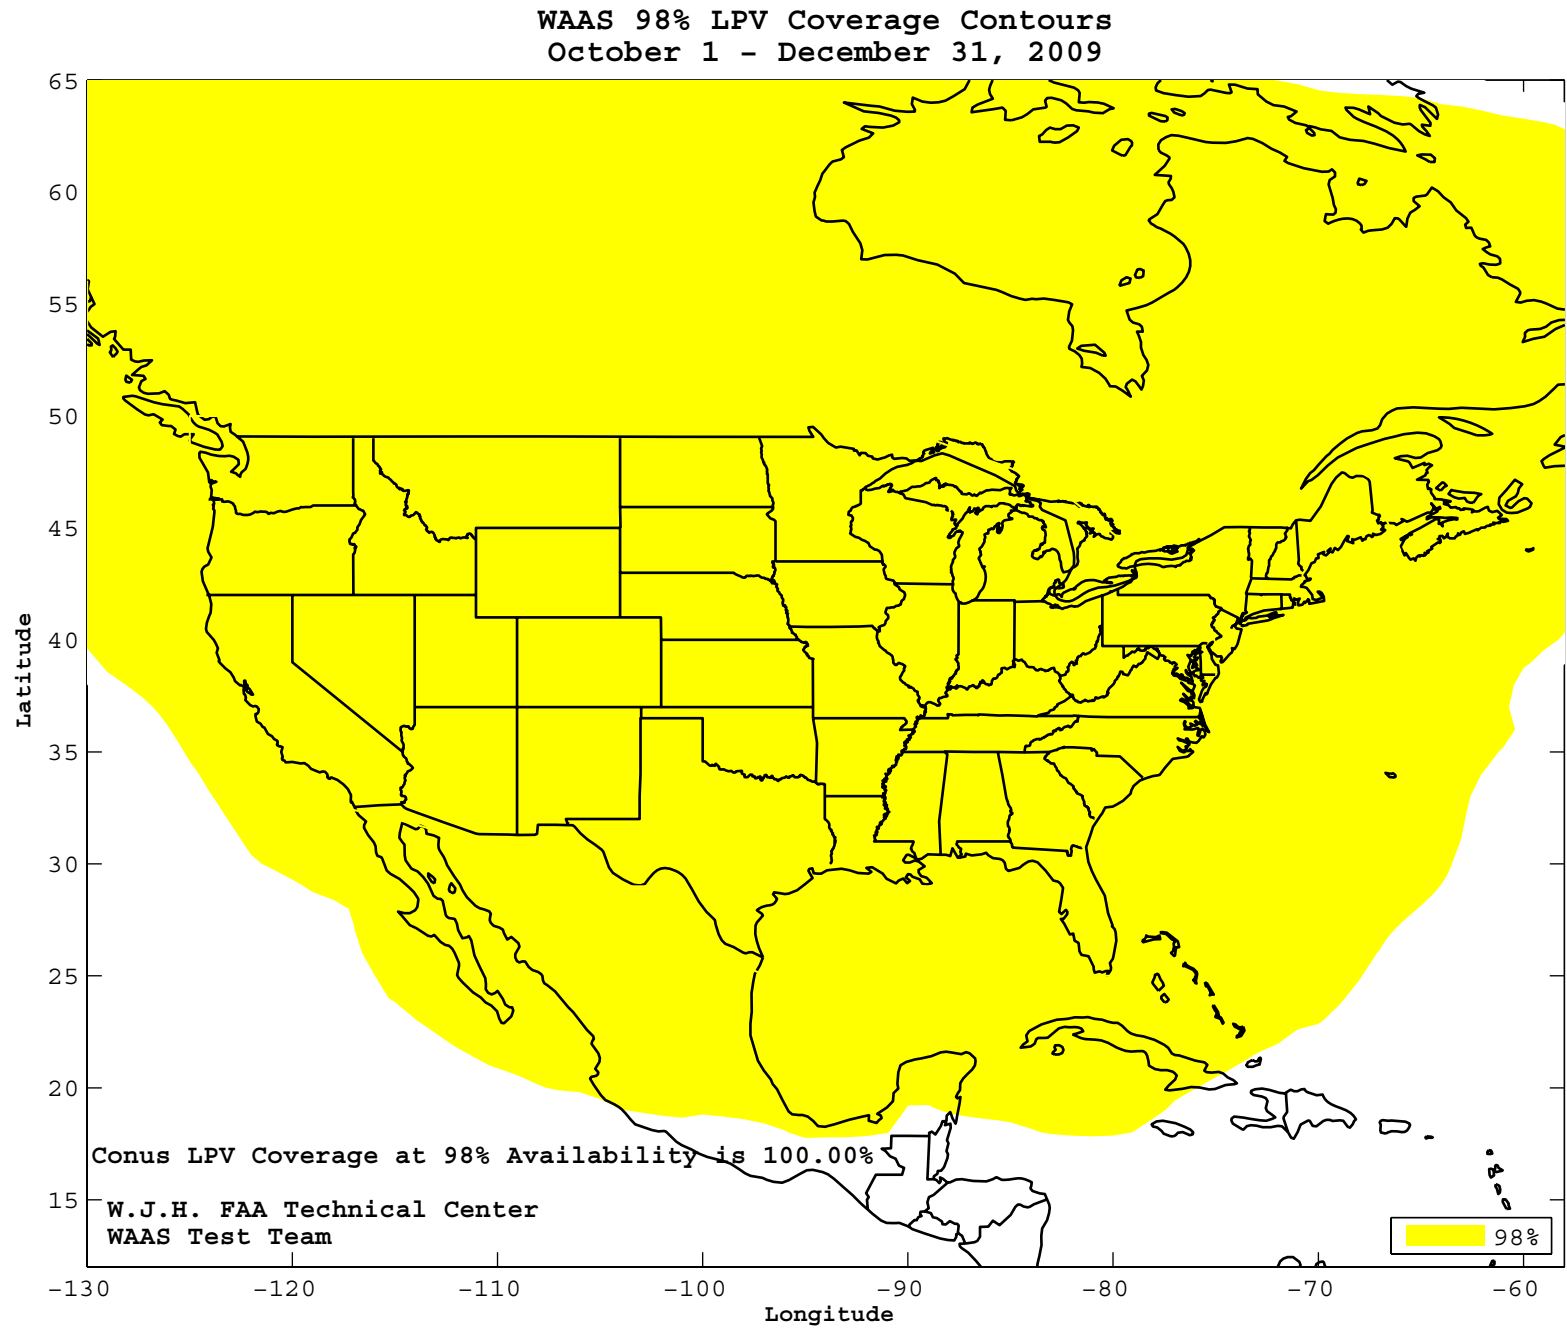 WAAS 98% LPV Coverage Contours
October 1 - December 31, 2009
65
60
55
50
45
40
35
30
25
20
15
Latitude
Conus LPV Coverage at 98% Availability is 100.00%
W.J.H. FAA Technical Center
WAAS Test Team
98%
-130 -120 -110 -100 -90 -80 -70 -60
Longitude